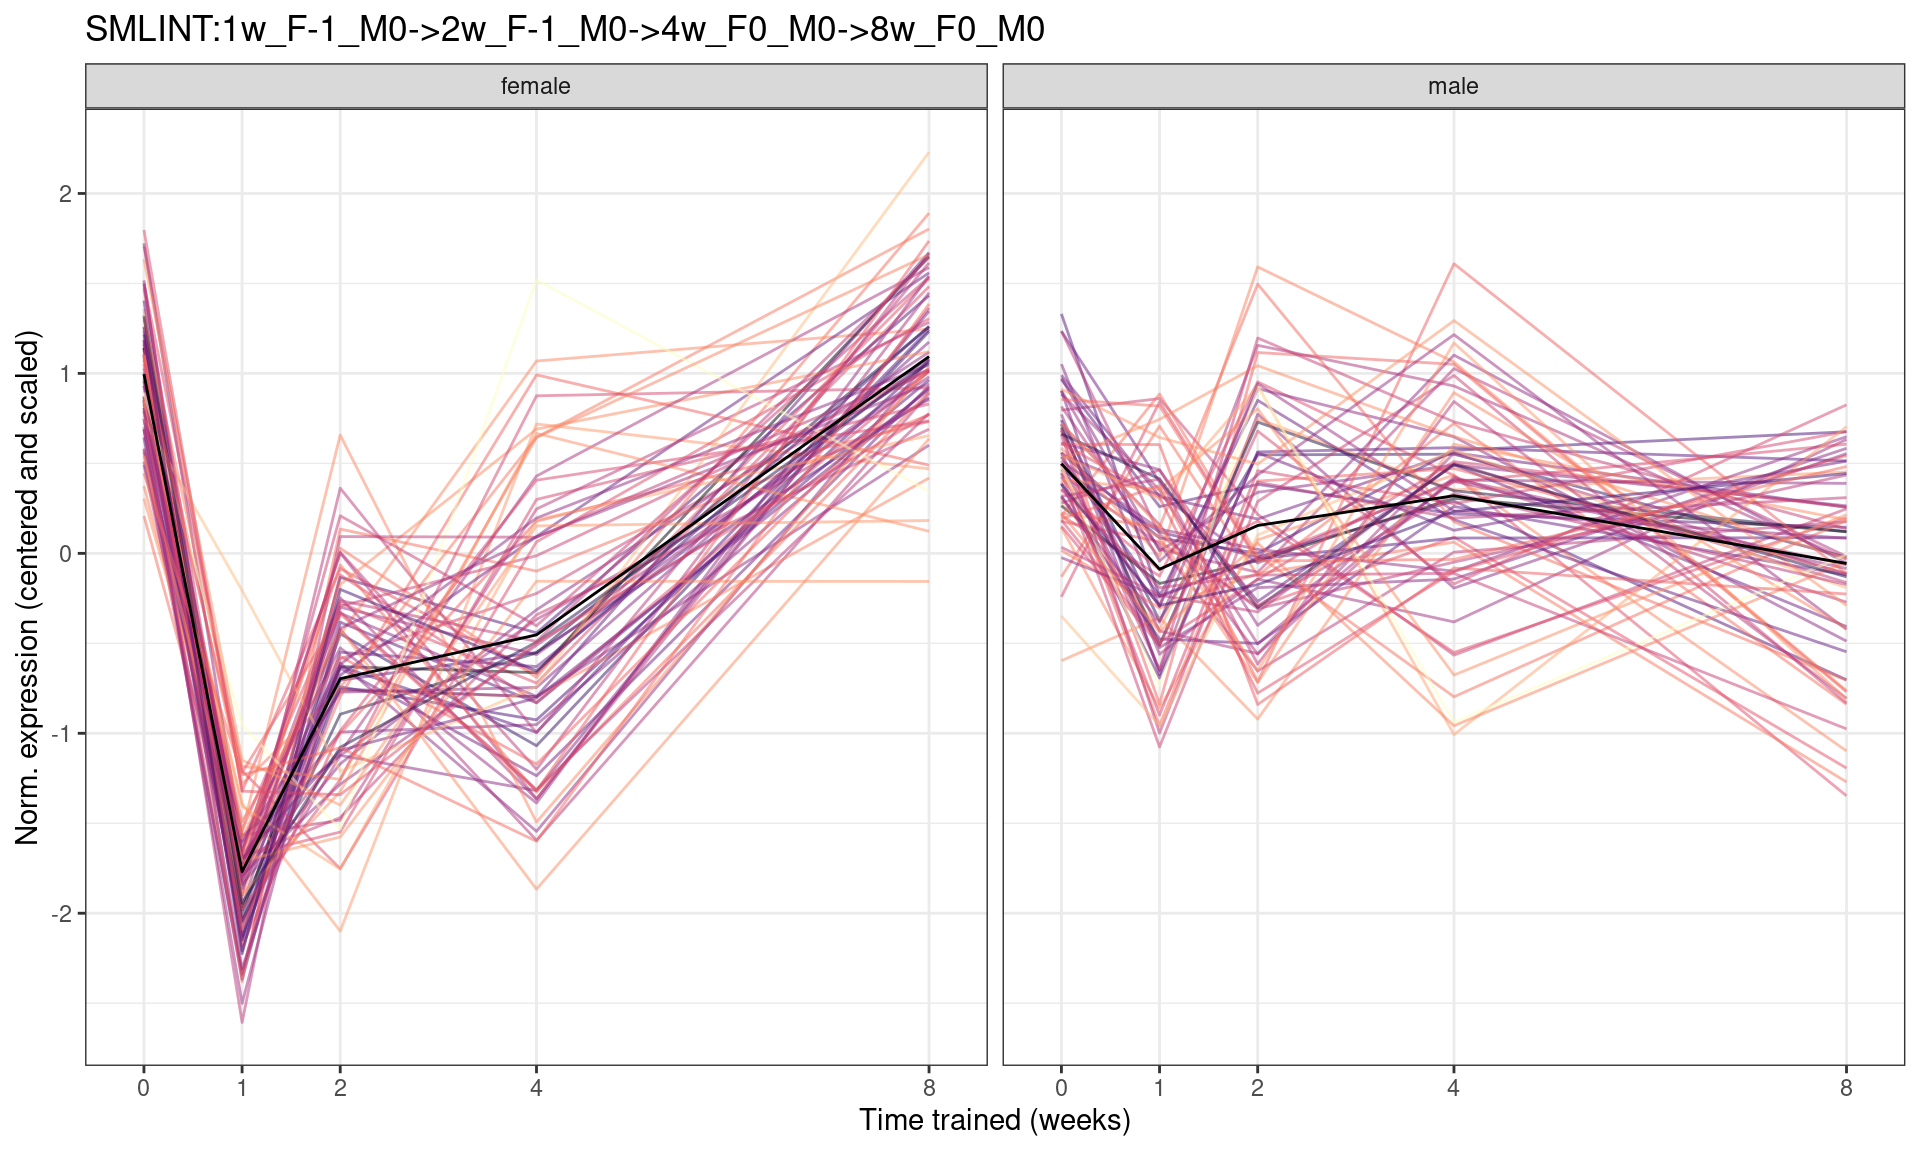 SMLINT:1w_F-1_M0->2w_F-1_M0->4w_F0_M0->8w_F0_M0
female
male
Norm. expression (centered and scaled)
2
1
0
-1
-2
0 1 2 4 8
0 1 2 4 8
Time trained (weeks)